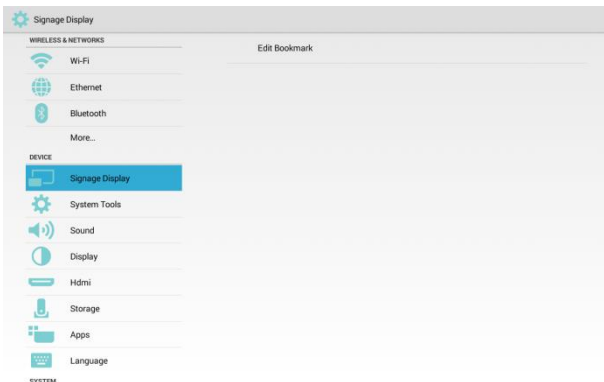 Signage Display
WIRELESS & NETWORKS
Wi-Fi
Ethernet
Bluetooth
More...
DEVICE
Signage Display
System Tools
Sound
Display
Hdmi
Storage
Apps
Language
SYSTEM
Edit Bookmark